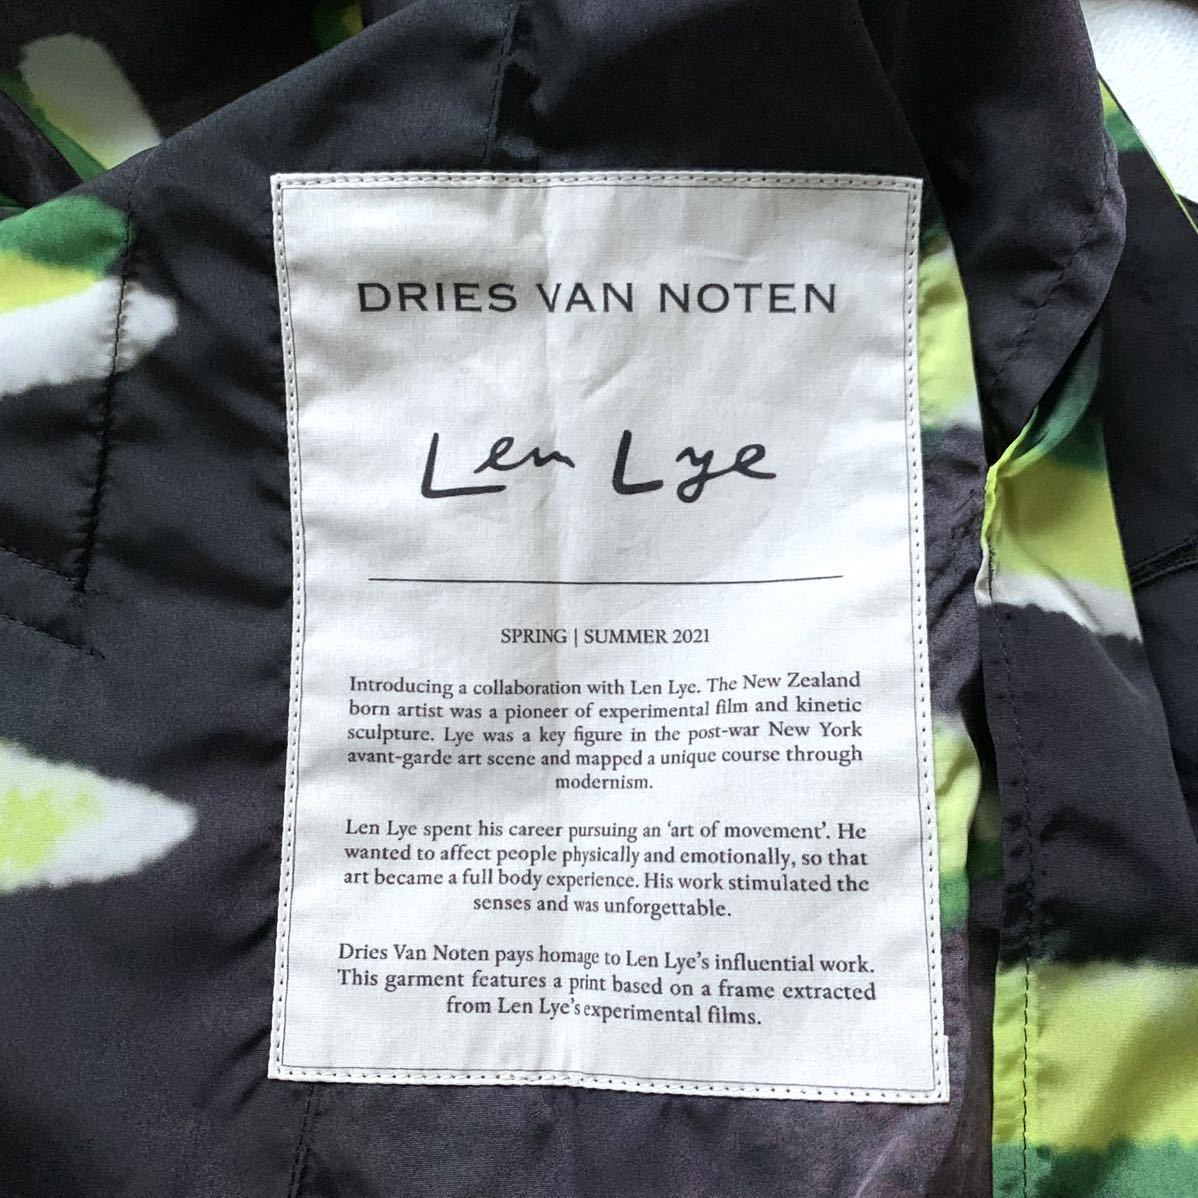 DRIES VAN NOTEN
Len Lye
SPRING | SUMMER 2021
Introducing a collaboration with Len Lye. The New Zealand
born artist was a pioneer of experimental film and kinetic
sculpture. Lye was a key figure in the post-war New York
avant-garde art scene and mapped a unique course through
modernism.
Len Lye spent his career pursuing an 'art of movement'. He
wanted to affect people physically and emotionally, so that
art became a full body experience. His work stimulated the
senses and was unforgettable.
Dries Van Noten pays homage to Len Lye's influential work.
This garment features a print based on a frame extracted
from Len Lye's experimental films.